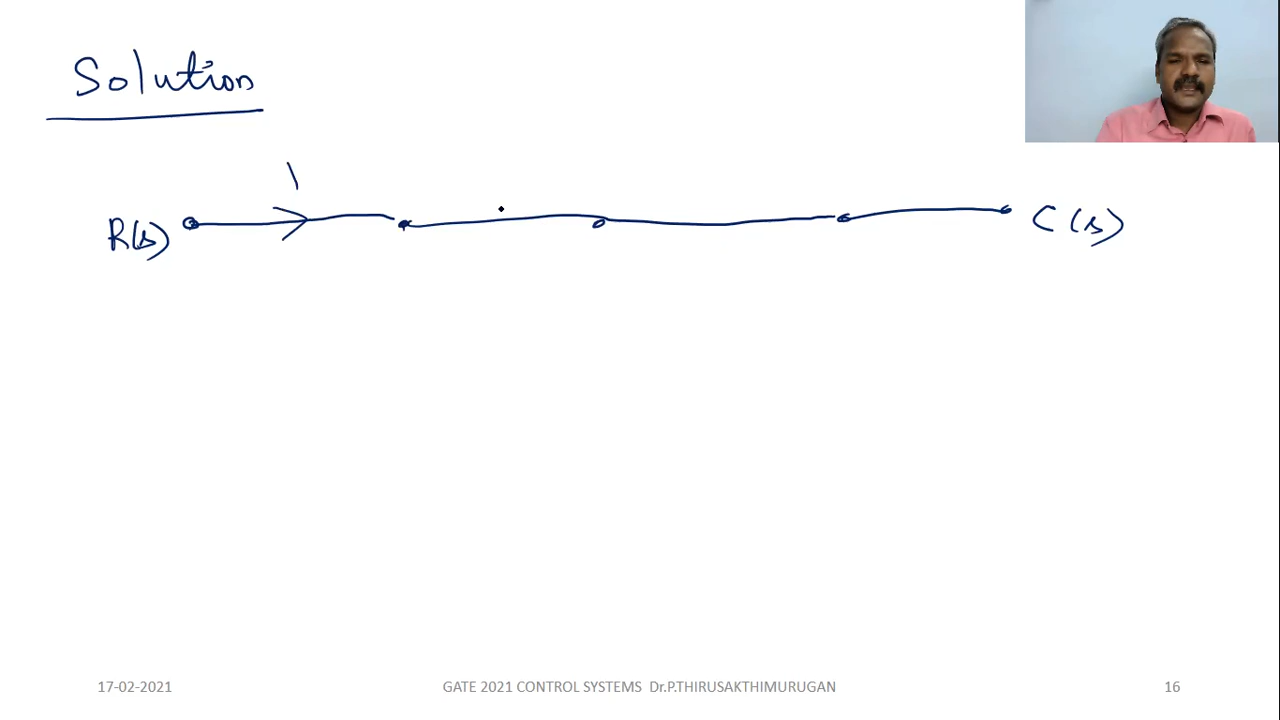 Solution
1
R(s) C(s)
17-02-2021 GATE 2021 CONTROL SYSTEMS Dr.P.THIRUSAKTHIMURUGAN 16